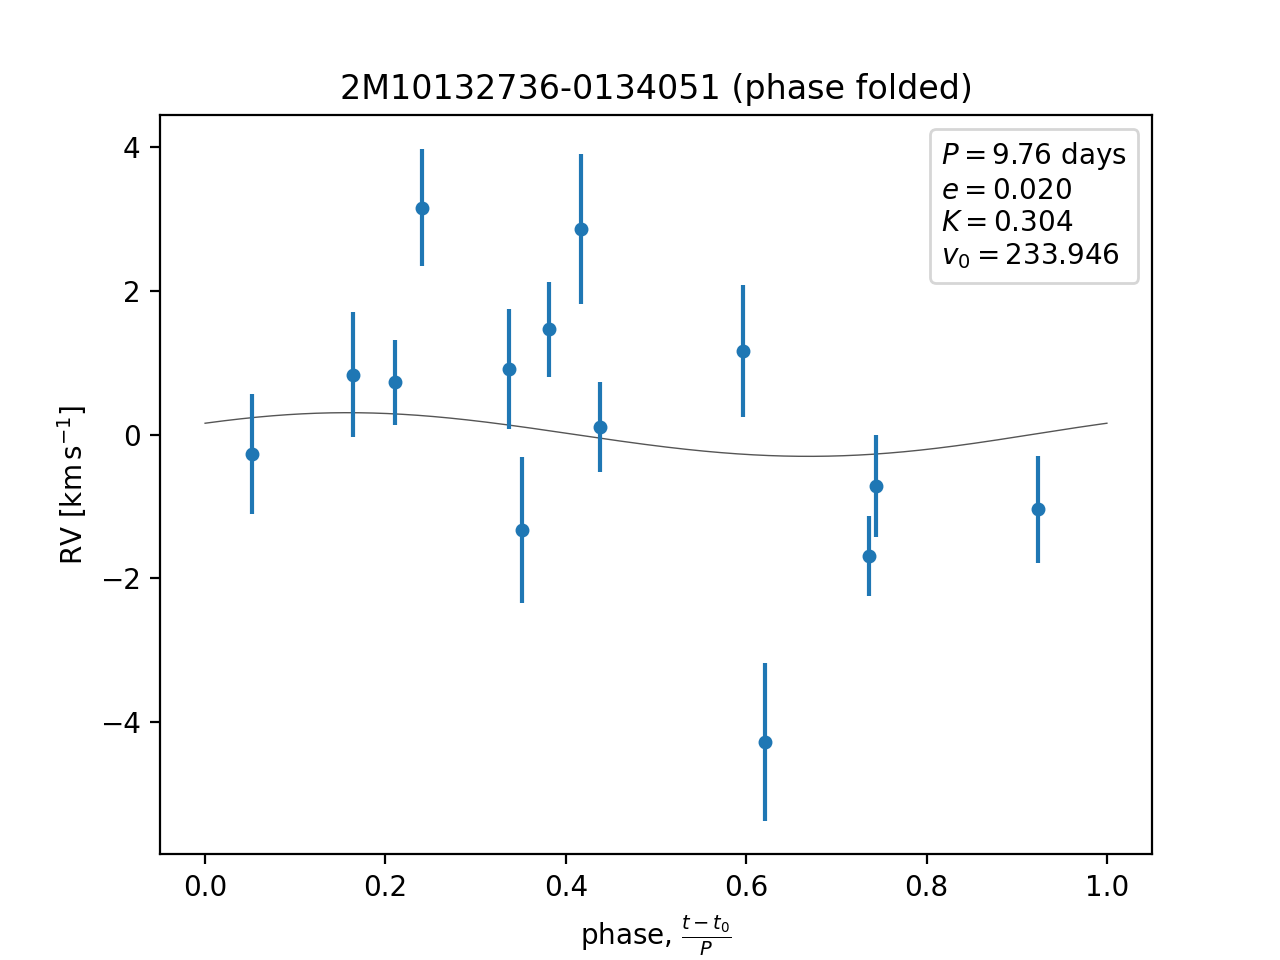 2M10132736-0134051 (phase folded)
P = 9.76 days
e = 0.020
K = 0.304
v₀ = 233.946
4
2
0
−2
−4
RV [km s⁻¹]
0.0 0.2 0.4 0.6 0.8 1.0
phase, (t − t₀)/P